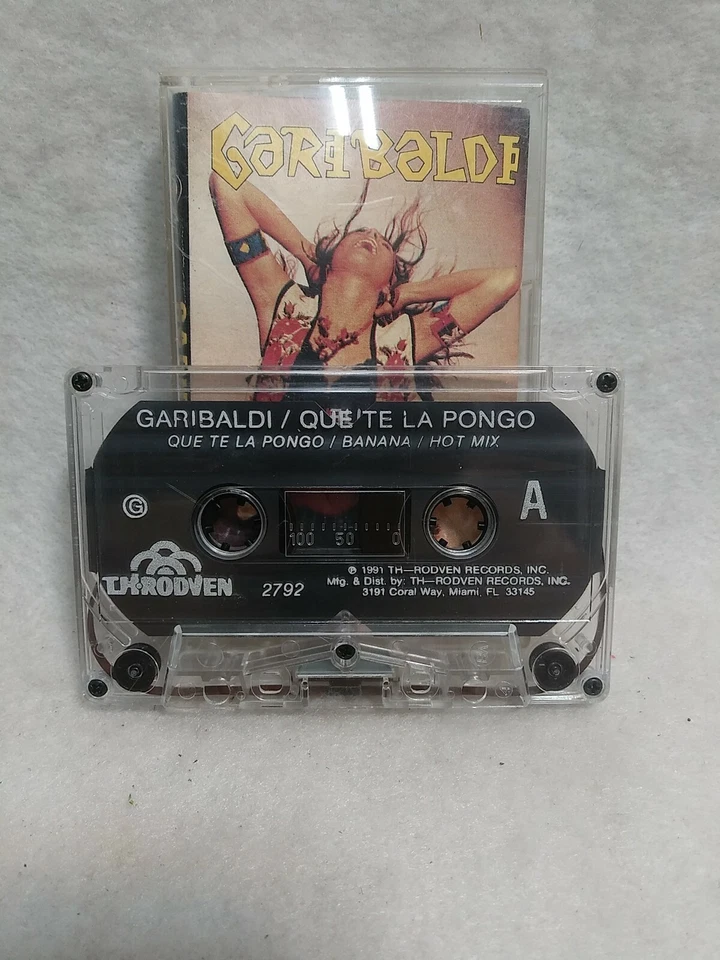 GARIBALDI
GARIBALDI / QUE TE LA PONGO
QUE TE LA PONGO / BANANA / HOT MIX
G
A
100 50 0
TH-RODVEN
2792
℗ 1991 TH—RODVEN RECORDS, INC.
Mfg. & Dist. by: TH—RODVEN RECORDS, INC.
3191 Coral Way, Miami, FL 33145